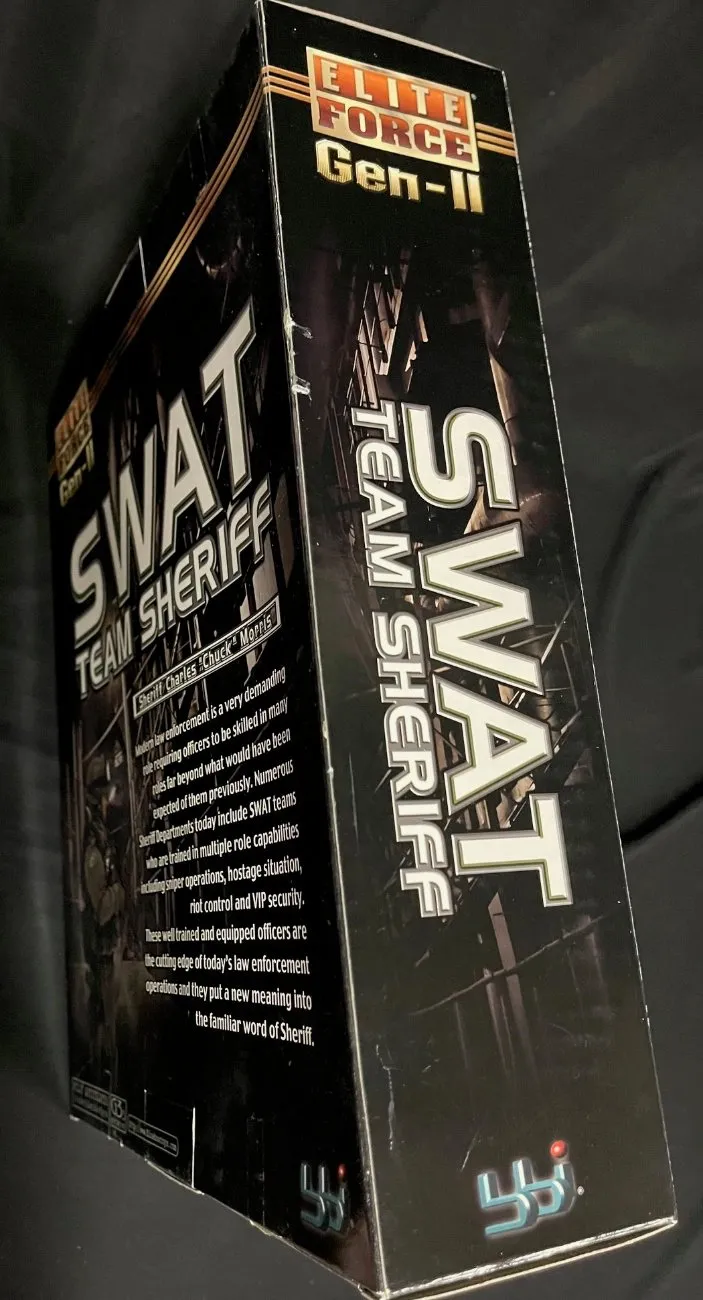 ELITE
FORCE
Gen-II
SWAT
TEAM SHERIFF
bbi
ELITE
FORCE
Gen-II
SWAT
TEAM SHERIFF
Sheriff Charles "Chuck" Morris
Modern law enforcement is a very demanding
role requiring officers to be skilled in many
roles far beyond what would have been
expected of them previously. Numerous
Sheriff Departments today include SWAT teams
who are trained in multiple role capabilities
including sniper operations, hostage situation,
riot control and VIP security.
These well trained and equipped officers are
the cutting edge of today's law enforcement
operations and they put a new meaning into
the familiar word of Sheriff.
bbi